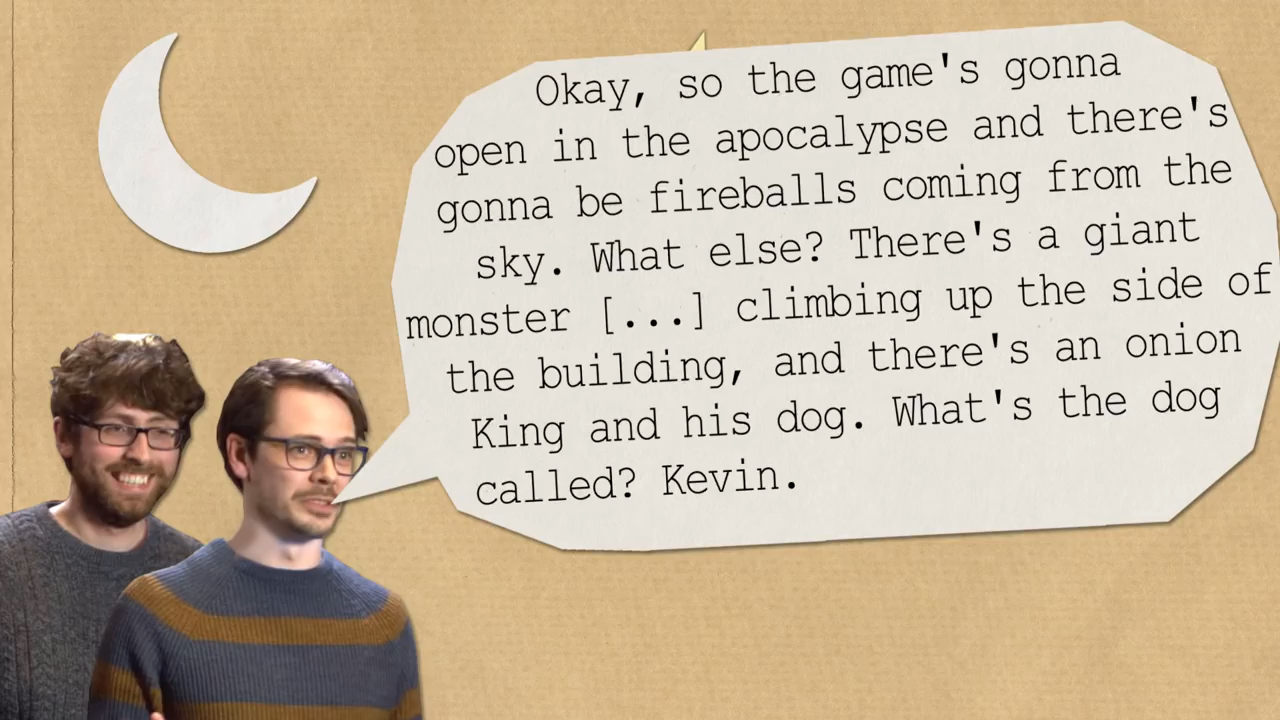 Okay, so the game's gonna
open in the apocalypse and there's
gonna be fireballs coming from the
sky. What else? There's a giant
monster [...] climbing up the side of
the building, and there's an onion
King and his dog. What's the dog
called? Kevin.